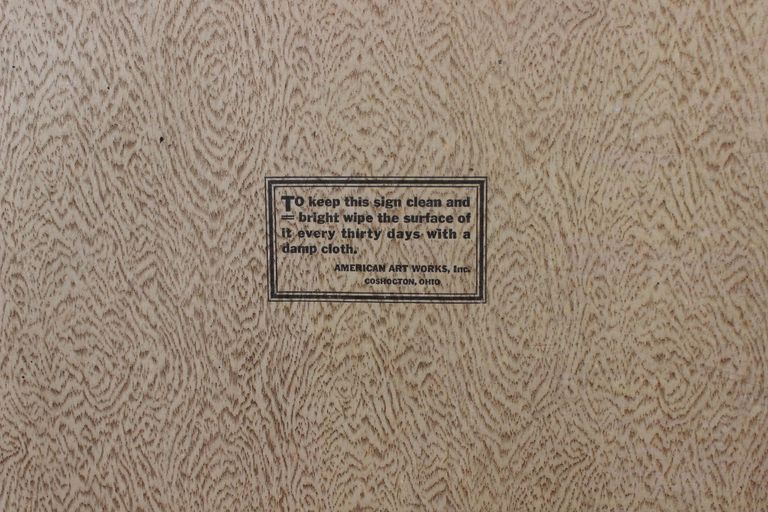 To keep this sign clean and
bright wipe the surface of
it every thirty days with a
damp cloth.
AMERICAN ART WORKS, Inc.
COSHOCTON, OHIO